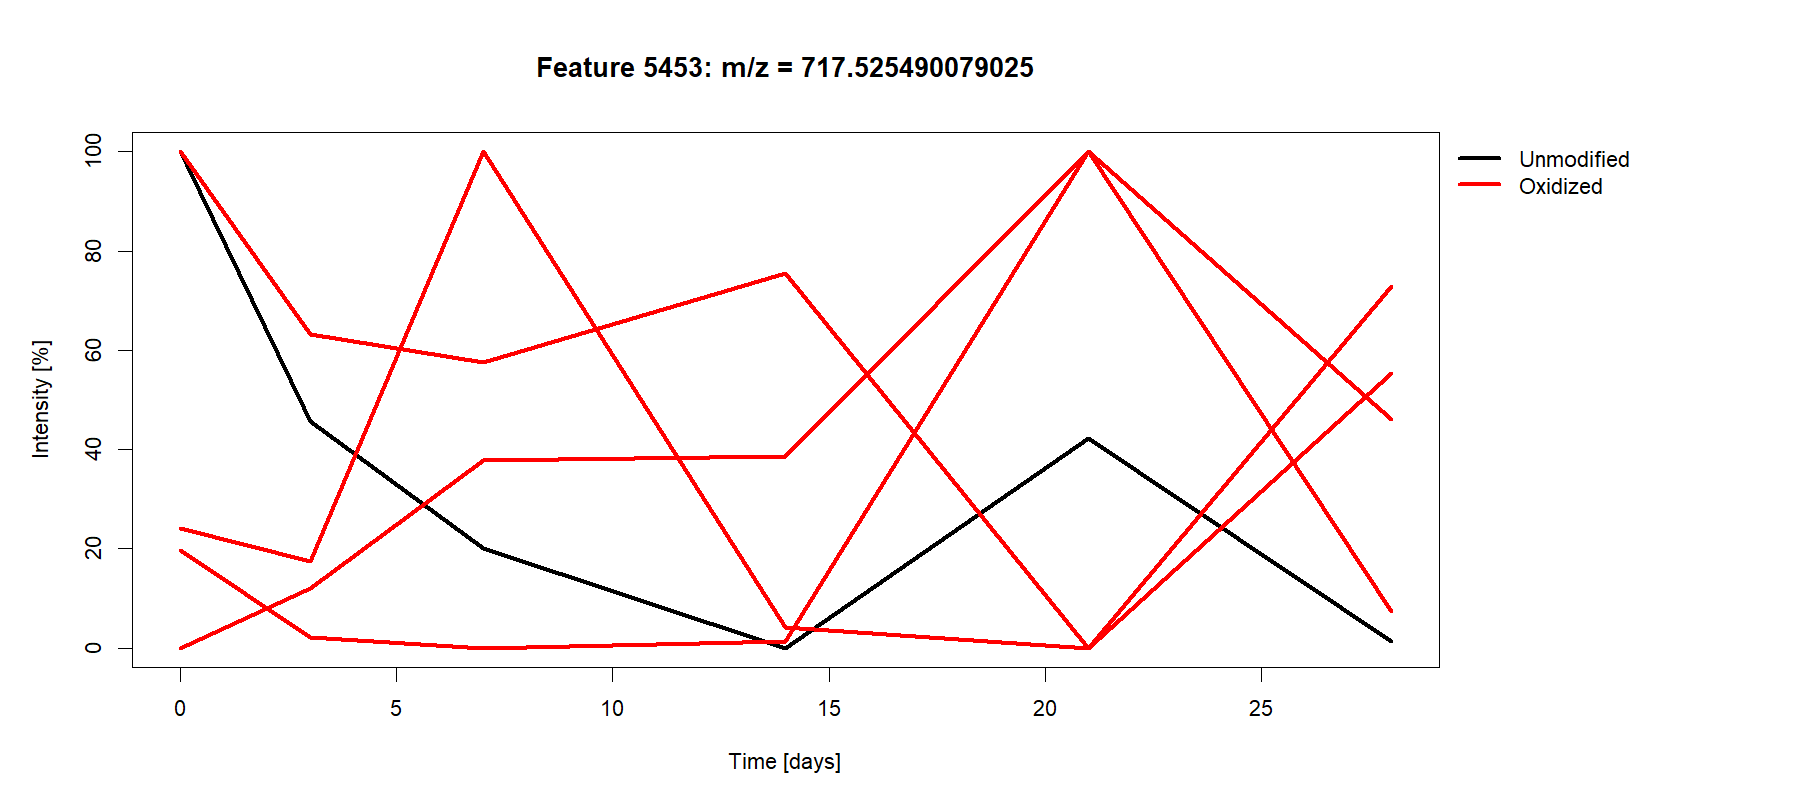 Feature 5453: m/z = 717.525490079025
Unmodified
Oxidized
Intensity [%]
100
80
60
40
20
0
0 5 10 15 20 25
Time [days]